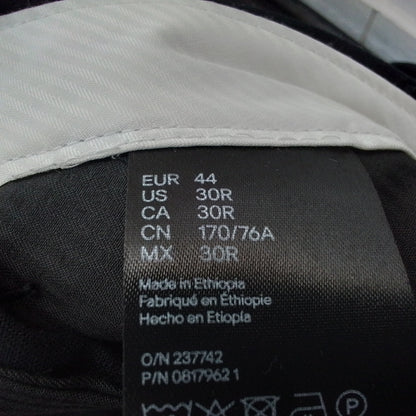 EUR 44
US 30R
CA 30R
CN 170/76A
MX 30R
Made in Ethiopia
Fabriqué en Éthiopie
Hecho en Etiopía
O/N 237742
P/N 0817962 1
P